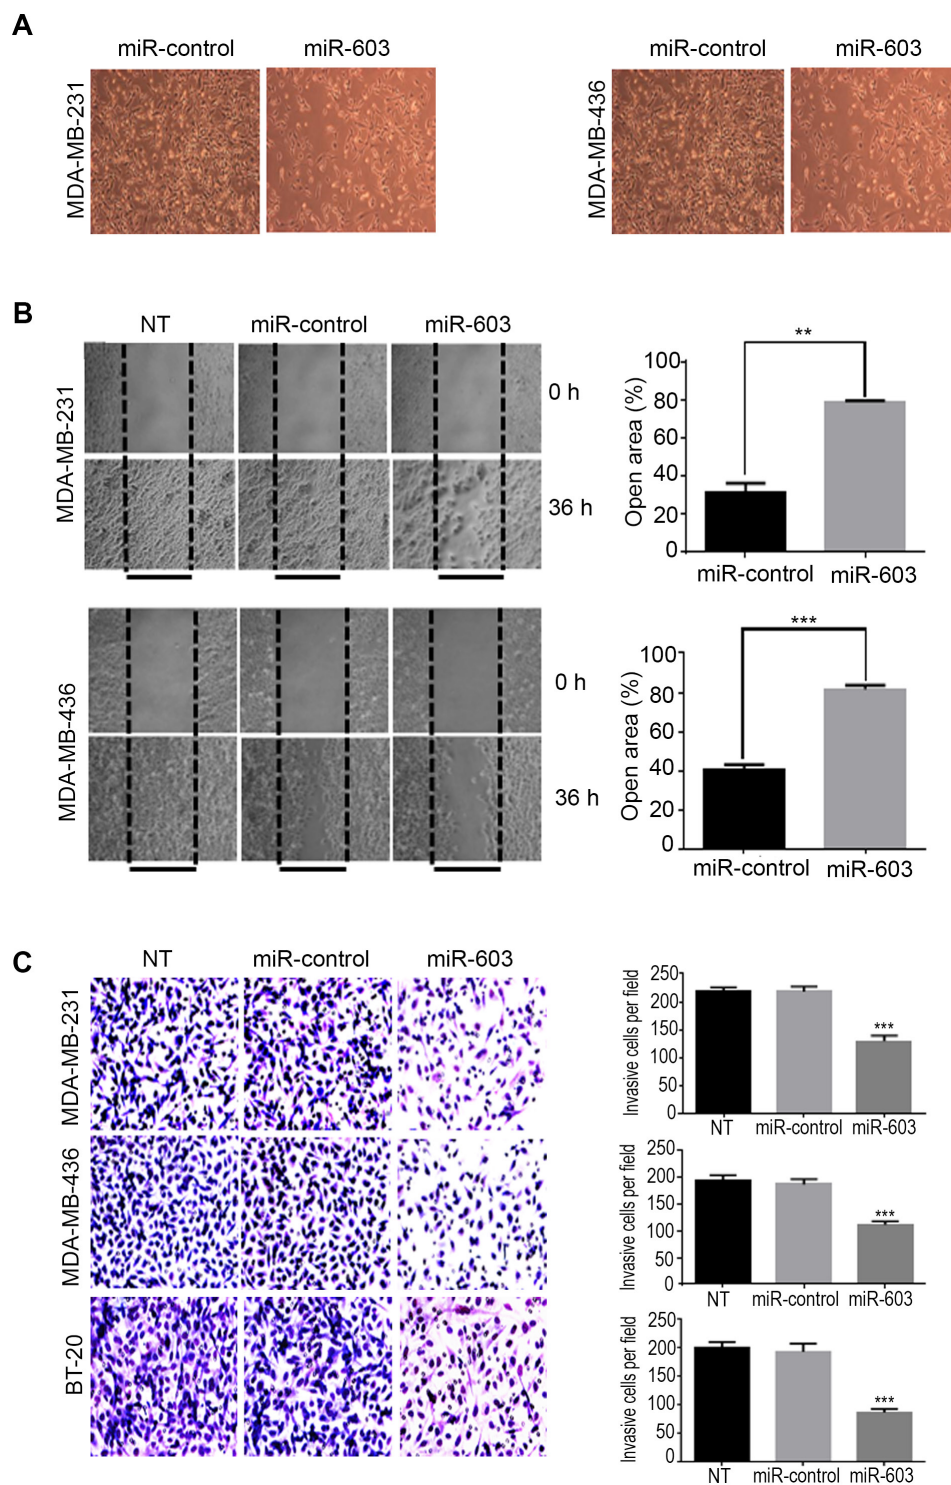 A
miR-control miR-603 miR-control miR-603
MDA-MB-231
MDA-MB-436
B
NT miR-control miR-603
MDA-MB-231
0 h
36 h
Open area (%)
100
80
60
40
20
0
**
miR-control miR-603
MDA-MB-436
0 h
36 h
Open area (%)
100
80
60
40
20
0
***
miR-control miR-603
C
NT miR-control miR-603
MDA-MB-231
MDA-MB-436
BT-20
Invasive cells per field
250
200
150
100
50
0
***
NT miR-control miR-603
Invasive cells per field
250
200
150
100
50
0
***
NT miR-control miR-603
Invasive cells per field
250
200
150
100
50
0
***
NT miR-control miR-603